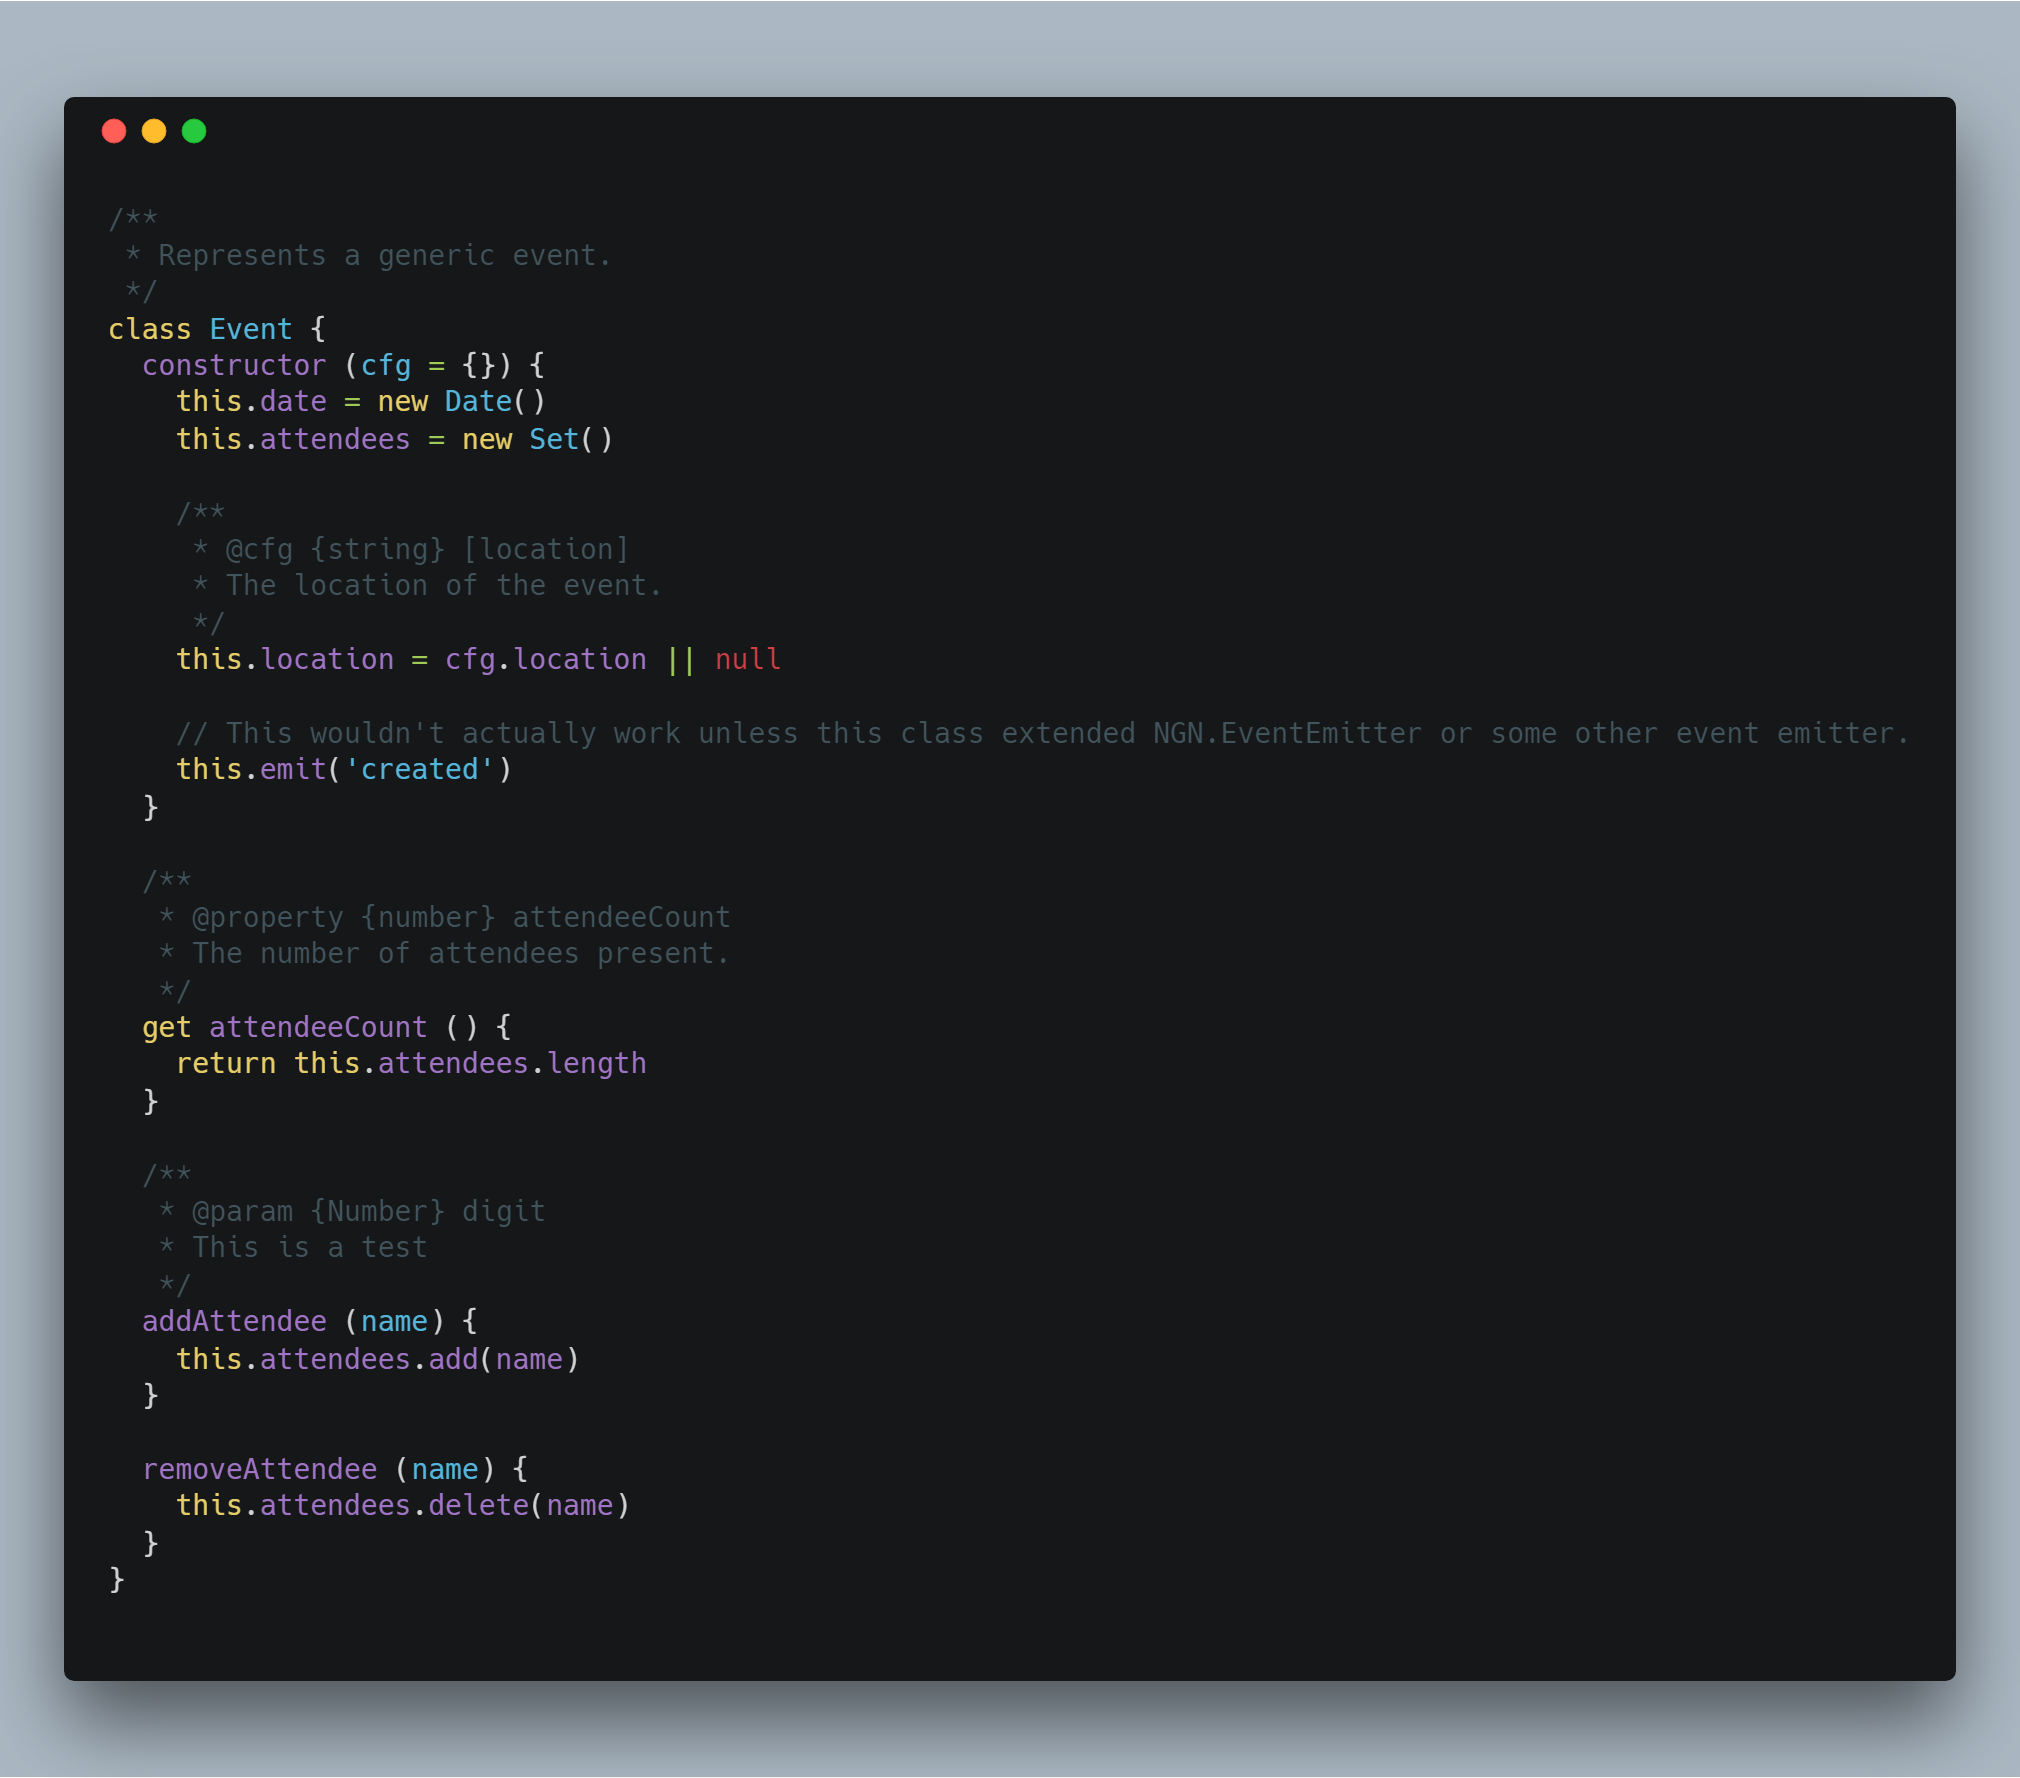 /**
 * Represents a generic event.
 */
class Event {
  constructor (cfg = {}) {
    this.date = new Date()
    this.attendees = new Set()

    /**
     * @cfg {string} [location]
     * The location of the event.
     */
    this.location = cfg.location || null

    // This wouldn't actually work unless this class extended NGN.EventEmitter or some other event emitter.
    this.emit('created')
  }

  /**
   * @property {number} attendeeCount
   * The number of attendees present.
   */
  get attendeeCount () {
    return this.attendees.length
  }

  /**
   * @param {Number} digit
   * This is a test
   */
  addAttendee (name) {
    this.attendees.add(name)
  }

  removeAttendee (name) {
    this.attendees.delete(name)
  }
}